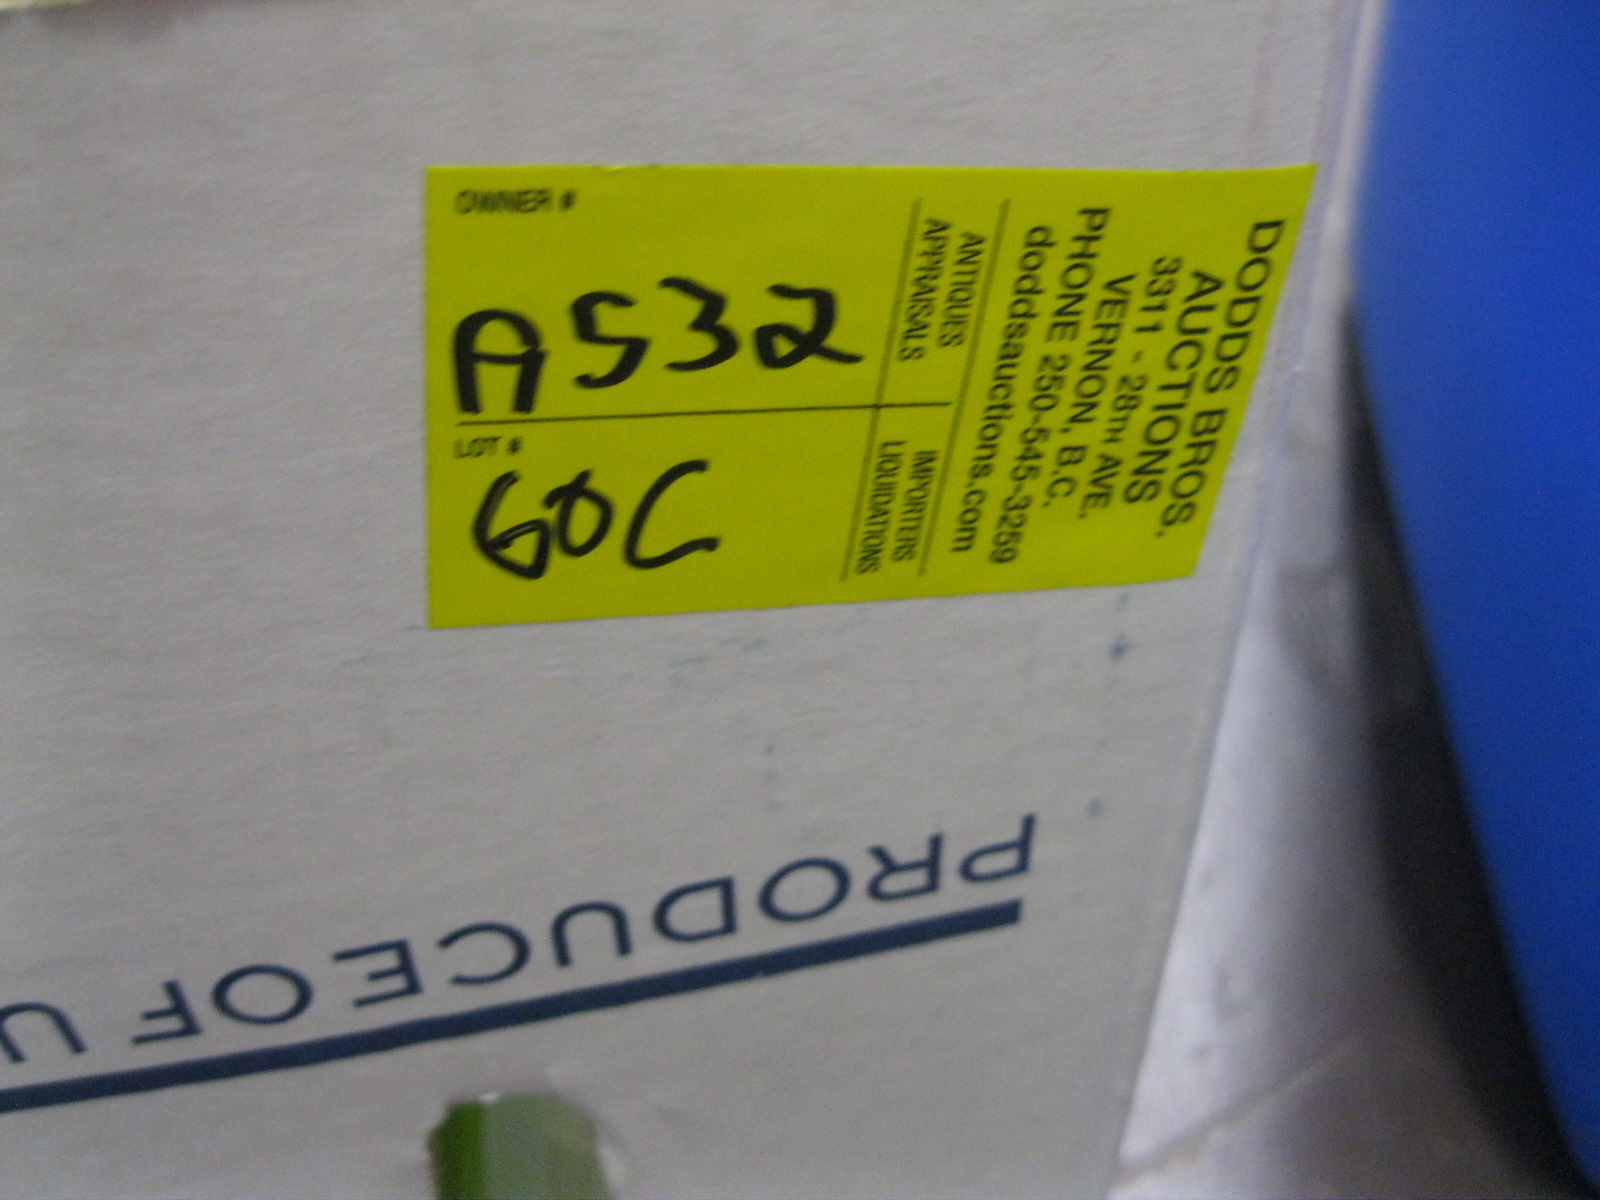 DODDS BROS.
AUCTIONS
3311 - 28TH AVE.
VERNON, B.C.
PHONE 250-545-3259
doddsauctions.com
ANTIQUES
APPRAISALS
IMPORTERS
LIQUIDATIONS
OWNER #
A532
LOT #
60C
PRODUCE OF U